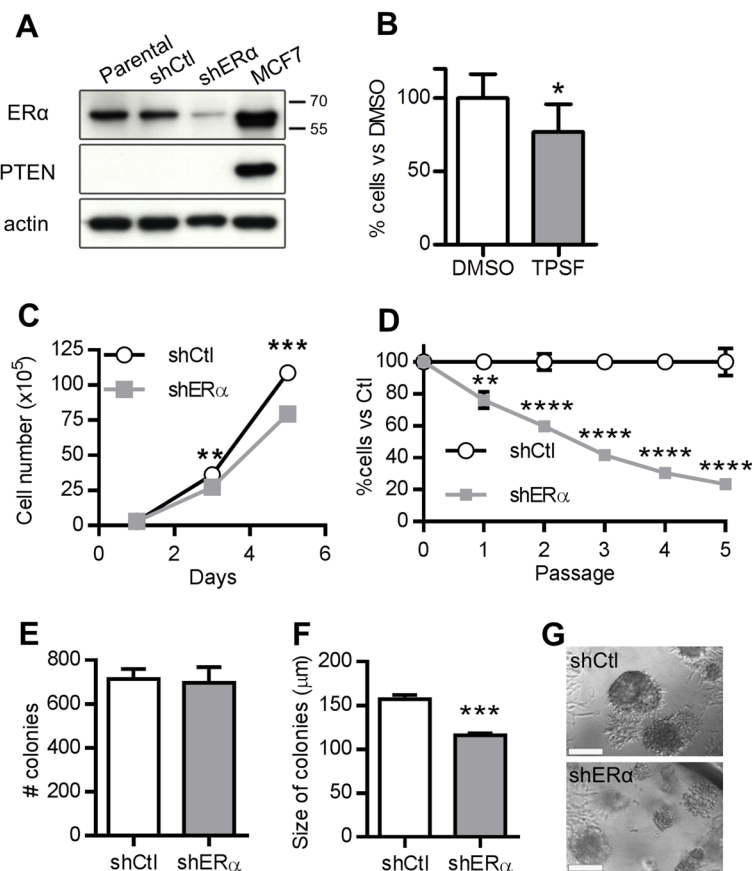 A
Parental
shCtl
shERα
MCF7
ERα
70
55
PTEN
actin
B
% cells vs DMSO
100
50
0
*
DMSO TPSF
C
Cell number (x10⁵)
125
100
75
50
25
0
shCtl
shERα
**
***
0 2 4 6
Days
D
%cells vs Ctl
100
80
60
40
20
0
**
****
****
****
****
shCtl
shERα
0 1 2 3 4 5
Passage
E
# colonies
800
600
400
200
0
shCtl shERα
F
Size of colonies (μm)
200
150
100
50
0
***
shCtl shERα
G
shCtl
shERα